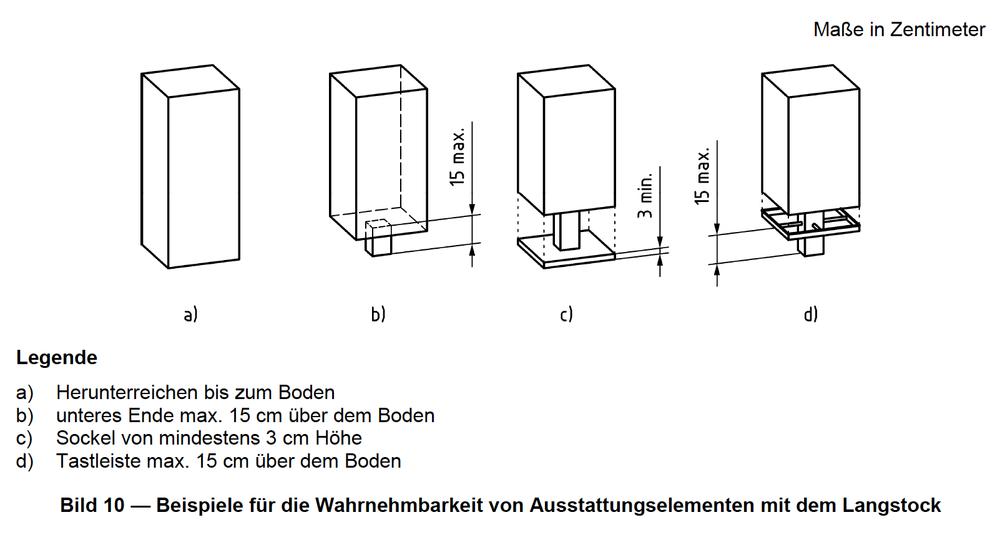 Maße in Zentimeter
15 max.
3 min.
15 max.
a)
b)
c)
d)
Legende
a) Herunterreichen bis zum Boden
b) unteres Ende max. 15 cm über dem Boden
c) Sockel von mindestens 3 cm Höhe
d) Tastleiste max. 15 cm über dem Boden
Bild 10 — Beispiele für die Wahrnehmbarkeit von Ausstattungselementen mit dem Langstock